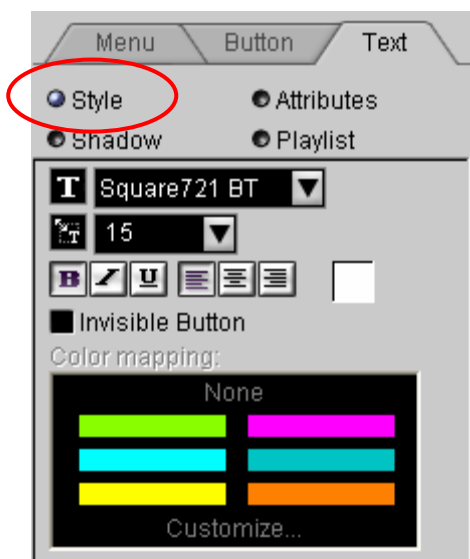 Menu Button Text
Style Attributes
Shadow Playlist
T Square721 BT
T 15
B I U
Invisible Button
Color mapping:
None
Customize...